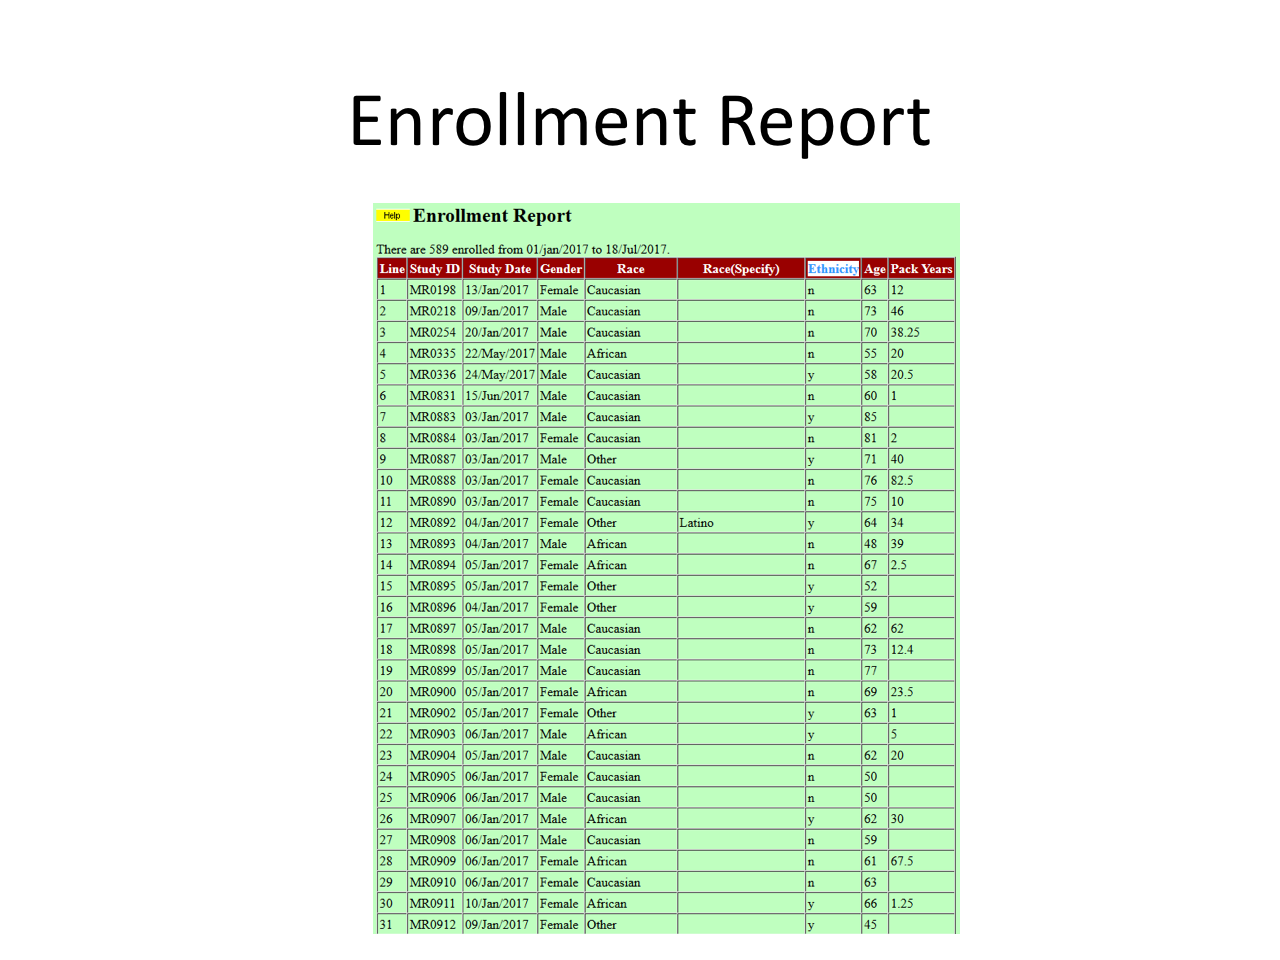 Enrollment Report
Help Enrollment Report
There are 589 enrolled from 01/jan/2017 to 18/Jul/2017.
Line Study ID Study Date Gender Race Race(Specify) Ethnicity Age Pack Years
1 MR0198 13/Jan/2017 Female Caucasian n 63 12
2 MR0218 09/Jan/2017 Male Caucasian n 73 46
3 MR0254 20/Jan/2017 Male Caucasian n 70 38.25
4 MR0335 22/May/2017 Male African n 55 20
5 MR0336 24/May/2017 Male Caucasian y 58 20.5
6 MR0831 15/Jun/2017 Male Caucasian n 60 1
7 MR0883 03/Jan/2017 Male Caucasian y 85
8 MR0884 03/Jan/2017 Female Caucasian n 81 2
9 MR0887 03/Jan/2017 Male Other y 71 40
10 MR0888 03/Jan/2017 Female Caucasian n 76 82.5
11 MR0890 03/Jan/2017 Female Caucasian n 75 10
12 MR0892 04/Jan/2017 Female Other Latino y 64 34
13 MR0893 04/Jan/2017 Male African n 48 39
14 MR0894 05/Jan/2017 Female African n 67 2.5
15 MR0895 05/Jan/2017 Female Other y 52
16 MR0896 04/Jan/2017 Female Other y 59
17 MR0897 05/Jan/2017 Male Caucasian n 62 62
18 MR0898 05/Jan/2017 Male Caucasian n 73 12.4
19 MR0899 05/Jan/2017 Male Caucasian n 77
20 MR0900 05/Jan/2017 Female African n 69 23.5
21 MR0902 05/Jan/2017 Female Other y 63 1
22 MR0903 06/Jan/2017 Male African y 5
23 MR0904 05/Jan/2017 Male Caucasian n 62 20
24 MR0905 06/Jan/2017 Female Caucasian n 50
25 MR0906 06/Jan/2017 Male Caucasian n 50
26 MR0907 06/Jan/2017 Male African y 62 30
27 MR0908 06/Jan/2017 Male Caucasian n 59
28 MR0909 06/Jan/2017 Female African n 61 67.5
29 MR0910 06/Jan/2017 Female Caucasian n 63
30 MR0911 10/Jan/2017 Female African y 66 1.25
31 MR0912 09/Jan/2017 Female Other y 45